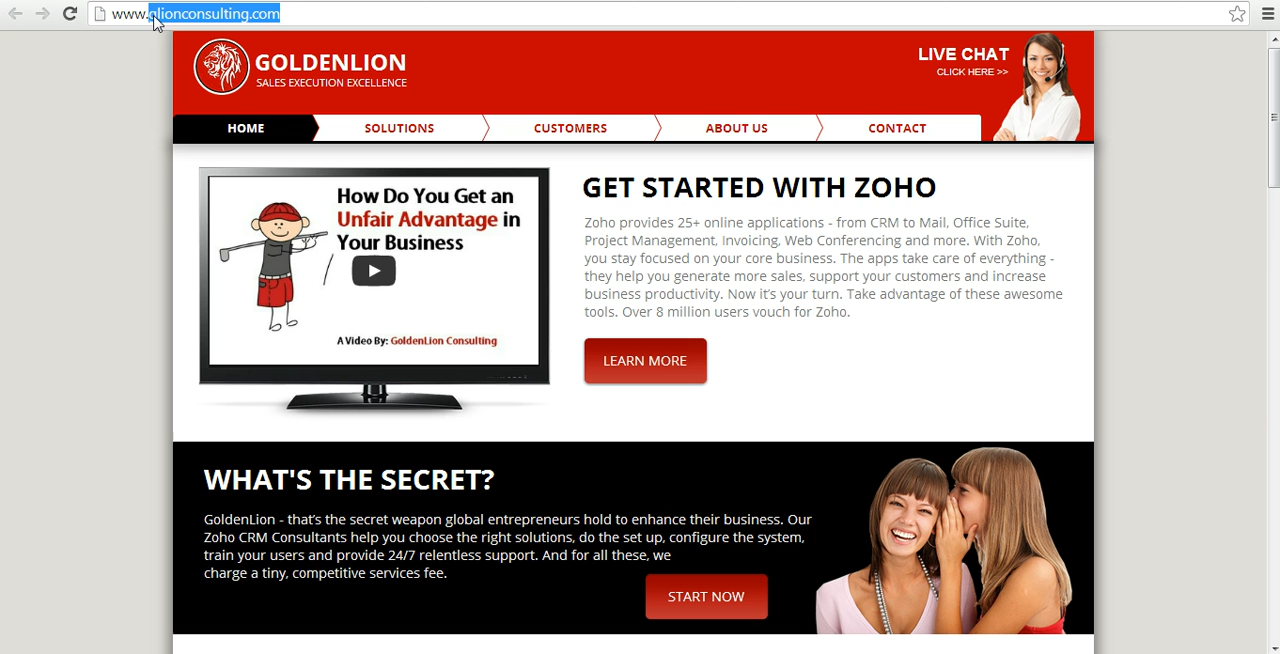 www.glionconsulting.com
GOLDENLION
SALES EXECUTION EXCELLENCE
LIVE CHAT
CLICK HERE >>
HOME
SOLUTIONS
CUSTOMERS
ABOUT US
CONTACT
How Do You Get an
Unfair Advantage in
Your Business
A Video By: GoldenLion Consulting
GET STARTED WITH ZOHO
Zoho provides 25+ online applications - from CRM to Mail, Office Suite,
Project Management, Invoicing, Web Conferencing and more. With Zoho,
you stay focused on your core business. The apps take care of everything -
they help you generate more sales, support your customers and increase
business productivity. Now it's your turn. Take advantage of these awesome
tools. Over 8 million users vouch for Zoho.
LEARN MORE
WHAT'S THE SECRET?
GoldenLion - that's the secret weapon global entrepreneurs hold to enhance their business. Our
Zoho CRM Consultants help you choose the right solutions, do the set up, configure the system,
train your users and provide 24/7 relentless support. And for all these, we
charge a tiny, competitive services fee.
START NOW